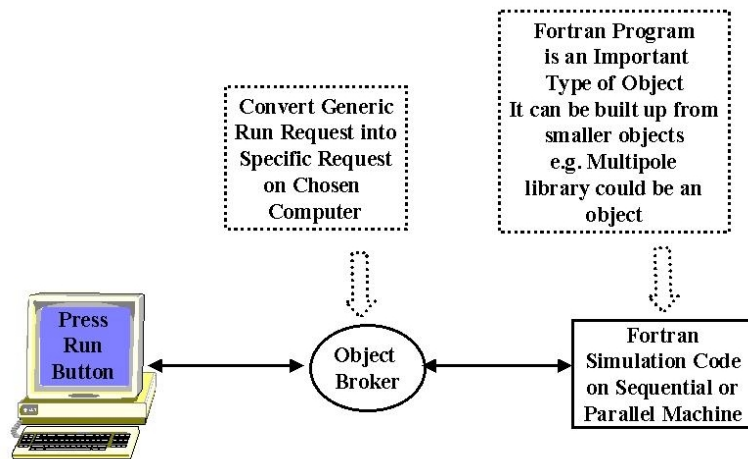 Fortran Program
is an Important
Type of Object
It can be built up from
smaller objects
e.g. Multipole
library could be an
object
Convert Generic
Run Request into
Specific Request
on Chosen
Computer
Press
Run
Button
Object
Broker
Fortran
Simulation Code
on Sequential or
Parallel Machine